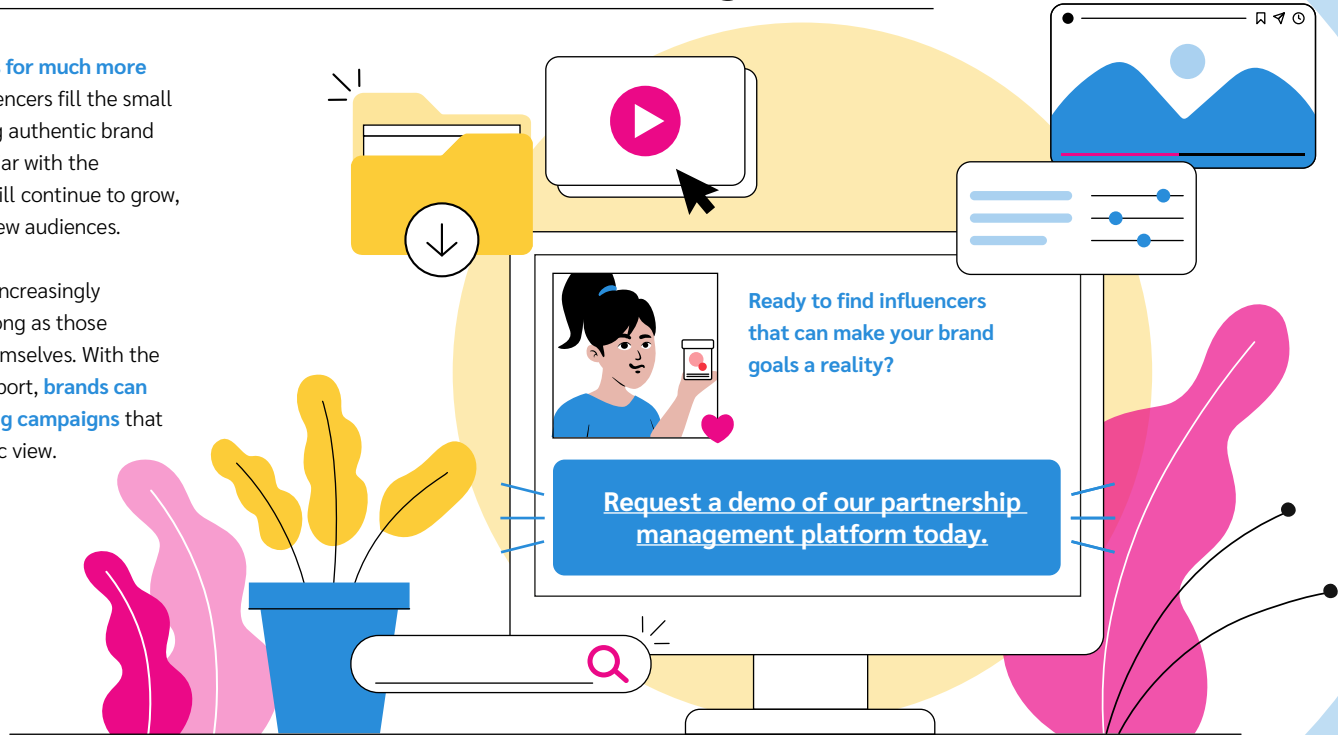 for much more
encers fill the small
authentic brand
ar with the
ill continue to grow,
ew audiences.
ncreasingly
ong as those
mselves. With the
port, brands can
g campaigns that
c view.
Ready to find influencers
that can make your brand
goals a reality?
Request a demo of our partnership
management platform today.